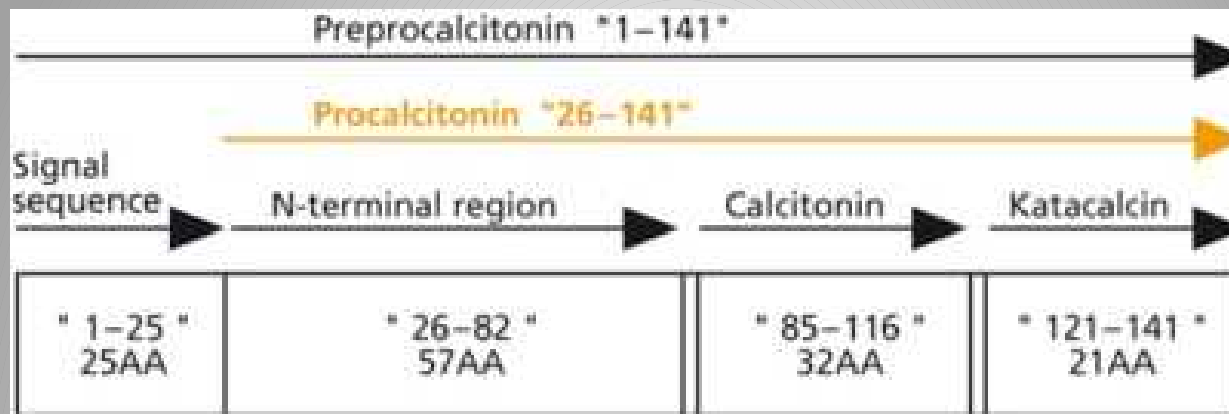 Preprocalcitonin "1–141"
Procalcitonin "26–141"
Signal
sequence
N-terminal region
Calcitonin
Katacalcin
" 1–25 "
25AA
" 26–82 "
57AA
" 85–116 "
32AA
" 121–141 "
21AA